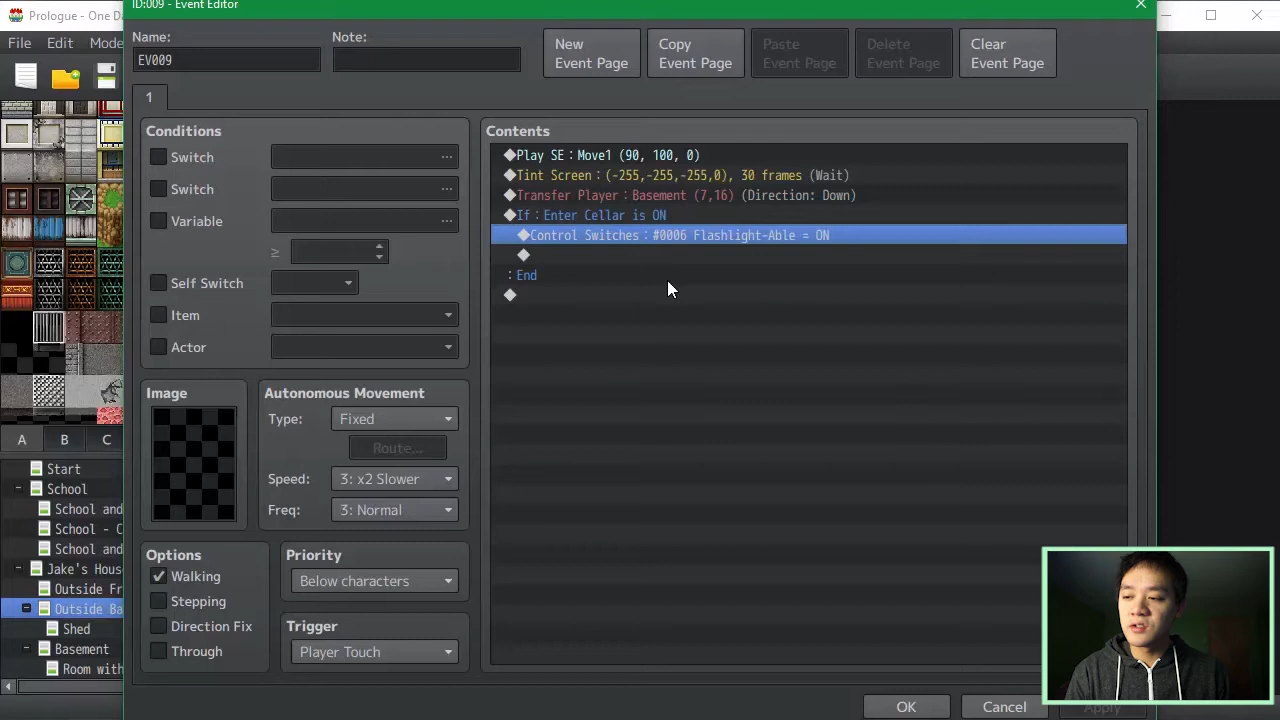 Prologue - One Da
ID:009 - Event Editor
File Edit Mode
Name:
EV009
Note:
New
Event Page
Copy
Event Page
Paste
Event Page
Delete
Event Page
Clear
Event Page
1
Conditions
Switch ...
Switch ...
Variable ...
≥
Self Switch
Item
Actor
Image
Autonomous Movement
Type: Fixed
Route...
Speed: 3: x2 Slower
Freq: 3: Normal
Options
Walking
Stepping
Direction Fix
Through
Priority
Below characters
Trigger
Player Touch
Contents
◆Play SE : Move1 (90, 100, 0)
◆Tint Screen : (-255,-255,-255,0), 30 frames (Wait)
◆Transfer Player : Basement (7,16) (Direction: Down)
◆If : Enter Cellar is ON
◆Control Switches : #0006 Flashlight-Able = ON
◆
: End
◆
A B C
Start
School
School and
School - C
School and
Jake's Hous
Outside Fr
Outside Ba
Shed
Basement
Room with
OK Cancel Apply